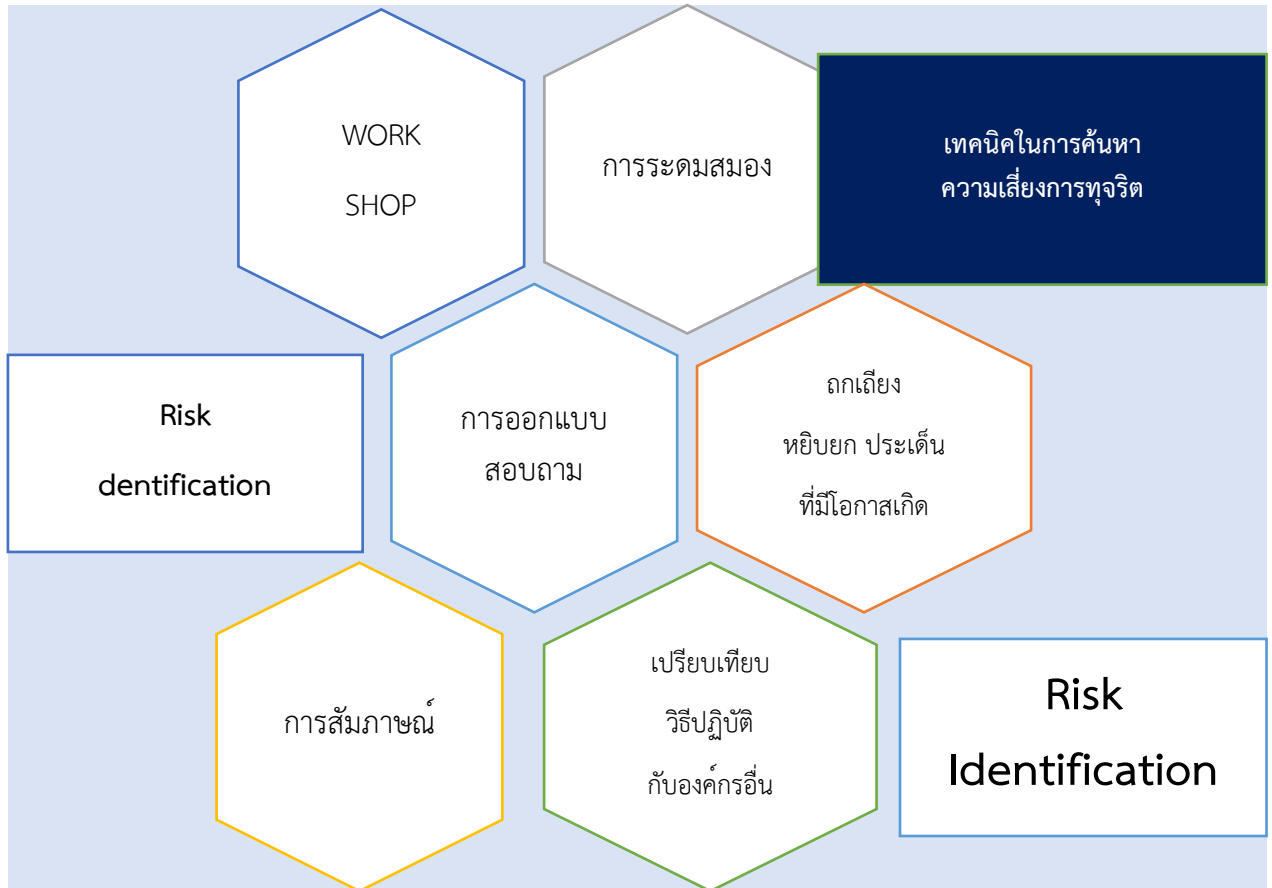 WORK
SHOP
การระดมสมอง
เทคนิคในการค้นหา
ความเสี่ยงการทุจริต
Risk
dentification
การออกแบบ
สอบถาม
ถกเถียง
หยิบยก ประเด็น
ที่มีโอกาสเกิด
การสัมภาษณ์
เปรียบเทียบ
วิธีปฏิบัติ
กับองค์กรอื่น
Risk
Identification